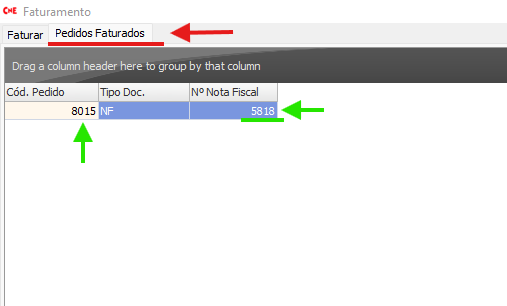 CHE Faturamento
Faturar Pedidos Faturados
Drag a column header here to group by that column
Cód. Pedido Tipo Doc. Nº Nota Fiscal
8015 NF 5818